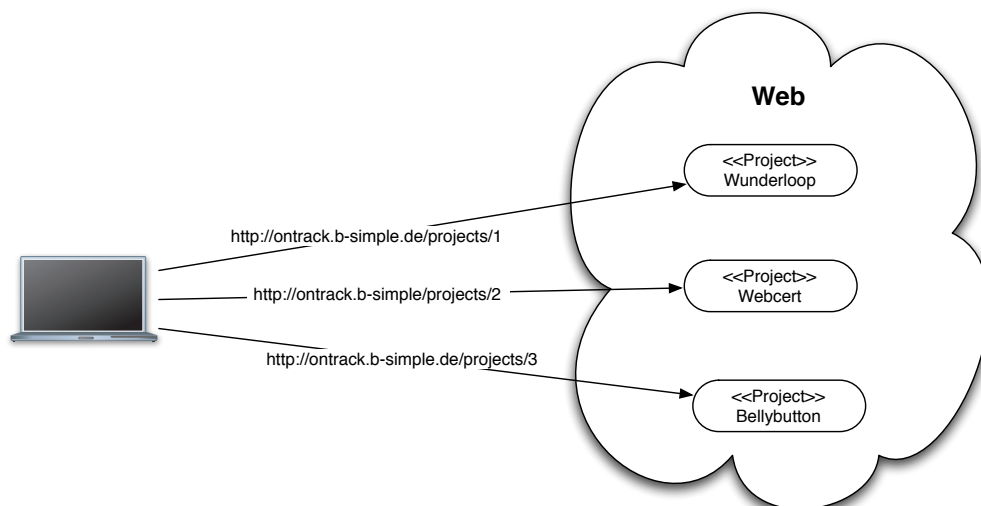 Web
<<Project>>
Wunderloop
http://ontrack.b-simple.de/projects/1
<<Project>>
Webcert
http://ontrack.b-simple/projects/2
http://ontrack.b-simple.de/projects/3
<<Project>>
Bellybutton